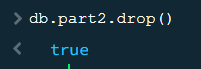 > db.part2.drop()
< true